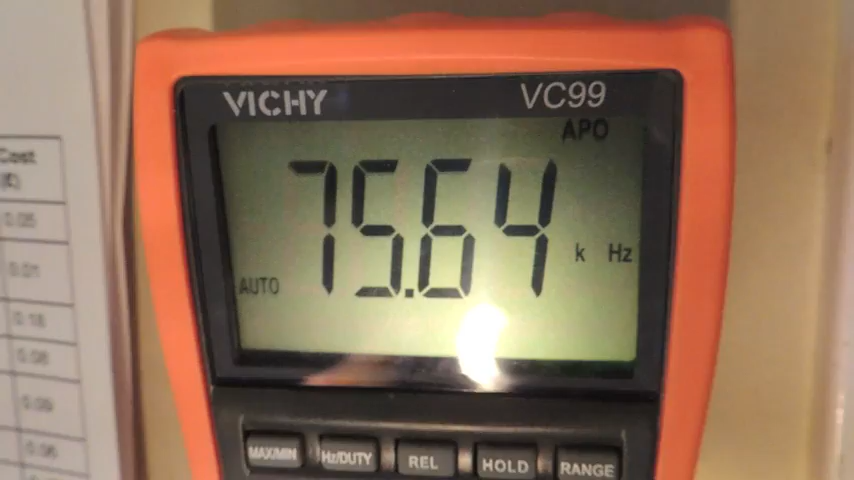 VICHY VC99
APO
75.64
k Hz
AUTO
MAX/MIN Hz/DUTY REL HOLD RANGE
Cost
(£)
0.05
0.01
0.18
0.08
0.09
0.06